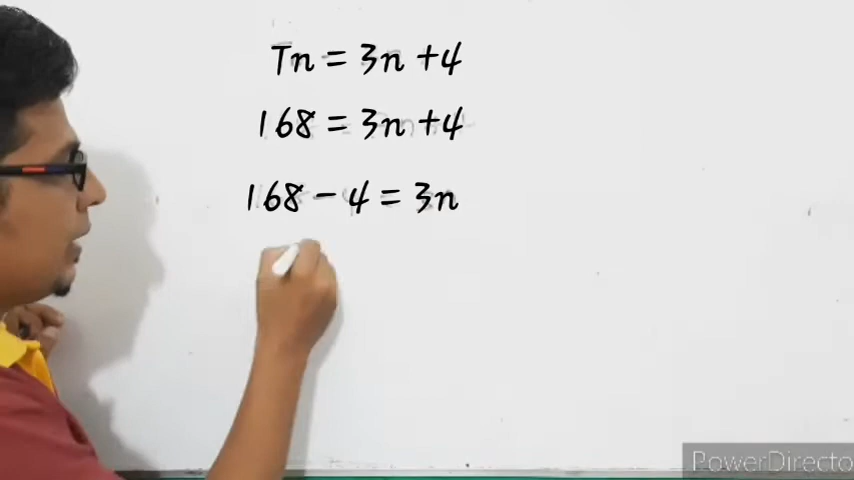 Tn = 3n + 4
168 = 3n + 4
168 - 4 = 3n
PowerDirecto